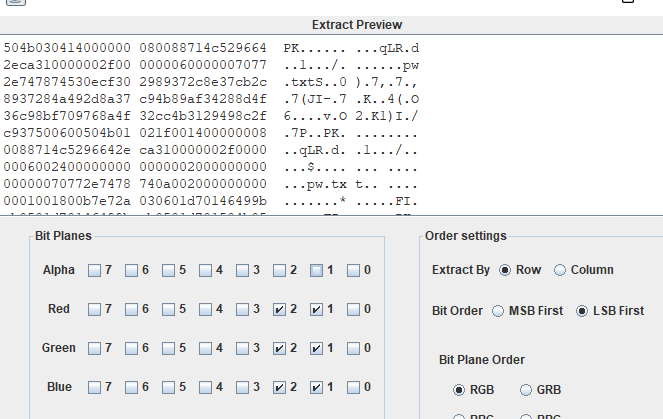 Extract Preview
504b030414000000 080088714c529664 PK...... ...qLR.d
2eca310000002f00 0000060000007077 ..1.../. ......pw
2e747874530ecf30 2989372c8e37cb2c .txtS..0 ).7,.7.,
8937284a492d8a37 c94b89af34288d4f .7(JI-.7 .K..4(.O
36c98bf709768a4f 32cc4b3129498c2f 6....v.O 2.K1)I./
c937500600504b01 021f001400000008 .7P..PK. ........
0088714c5296642e ca310000002f0000 ..qLR.d. .1.../..
0006002400000000 0000002000000000 ...$.... ... ....
00000070772e7478 740a002000000000 ...pw.tx t.. ....
0001001800b7e72a 030601d70146499b .......* .....FI.
Bit Planes
Alpha 7 6 5 4 3 2 1 0
Red 7 6 5 4 3 2 1 0
Green 7 6 5 4 3 2 1 0
Blue 7 6 5 4 3 2 1 0
Order settings
Extract By Row Column
Bit Order MSB First LSB First
Bit Plane Order
RGB GRB